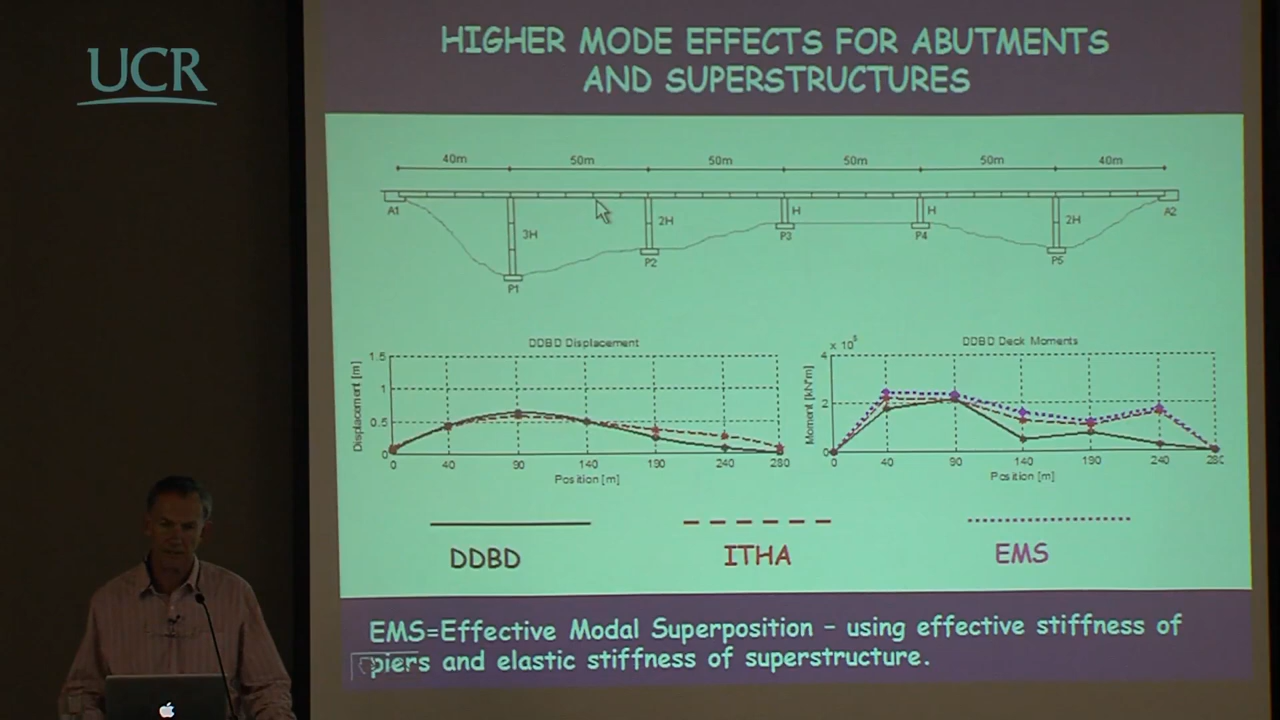 UCR
HIGHER MODE EFFECTS FOR ABUTMENTS
AND SUPERSTRUCTURES
40m 50m 50m 50m 50m 40m
A1 3H 2H H H 2H A2
P1 P2 P3 P4 P5
DDBD Displacement
Displacement [m]
1.5
1
0.5
0
0 40 90 140 190 240 280
Position [m]
DDBD Deck Moments
x 10
Moment [kN*m]
4
2
0
0 40 90 140 190 240 280
Position [m]
DDBD
ITHA
EMS
EMS=Effective Modal Superposition – using effective stiffness of
piers and elastic stiffness of superstructure.